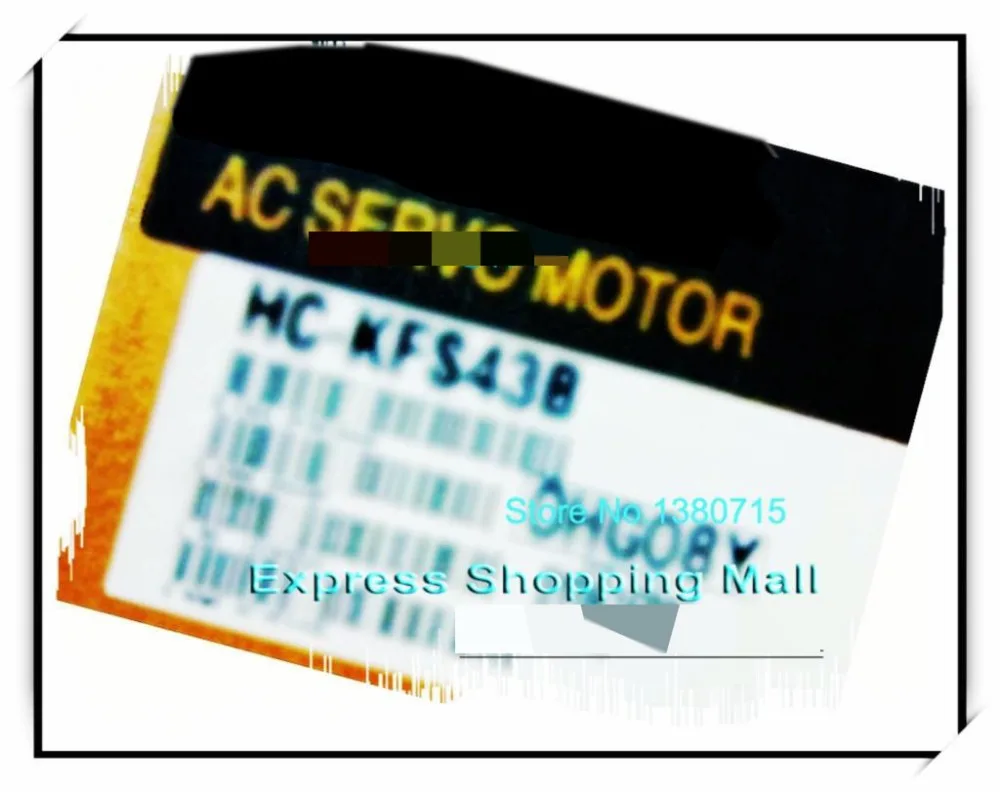 AC SERVO MOTOR
HC-KFS43B
Store No.1380715
Express Shopping Mall